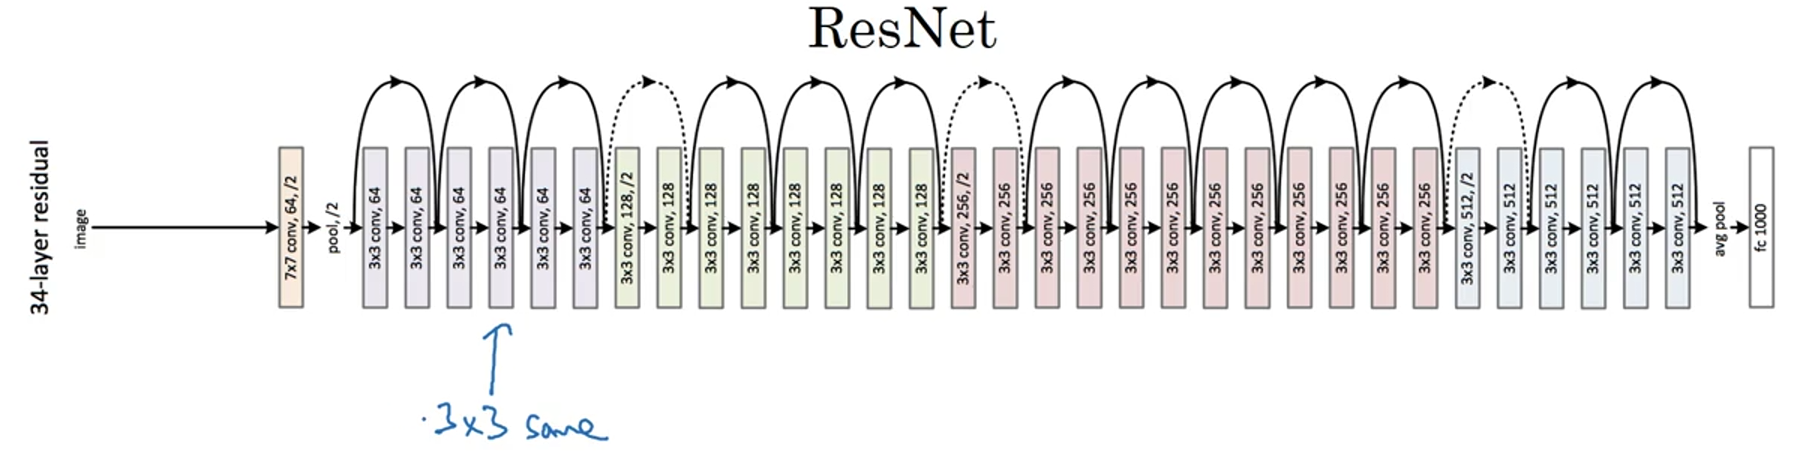 ResNet
34-layer residual
image
7x7 conv, 64, /2
pool, /2
3x3 conv, 64
3x3 conv, 64
3x3 conv, 64
3x3 conv, 64
3x3 conv, 64
3x3 conv, 64
3x3 conv, 128, /2
3x3 conv, 128
3x3 conv, 128
3x3 conv, 128
3x3 conv, 128
3x3 conv, 128
3x3 conv, 128
3x3 conv, 128
3x3 conv, 256, /2
3x3 conv, 256
3x3 conv, 256
3x3 conv, 256
3x3 conv, 256
3x3 conv, 256
3x3 conv, 256
3x3 conv, 256
3x3 conv, 256
3x3 conv, 256
3x3 conv, 256
3x3 conv, 256
3x3 conv, 512, /2
3x3 conv, 512
3x3 conv, 512
3x3 conv, 512
3x3 conv, 512
3x3 conv, 512
avg pool
fc 1000
·3x3 same